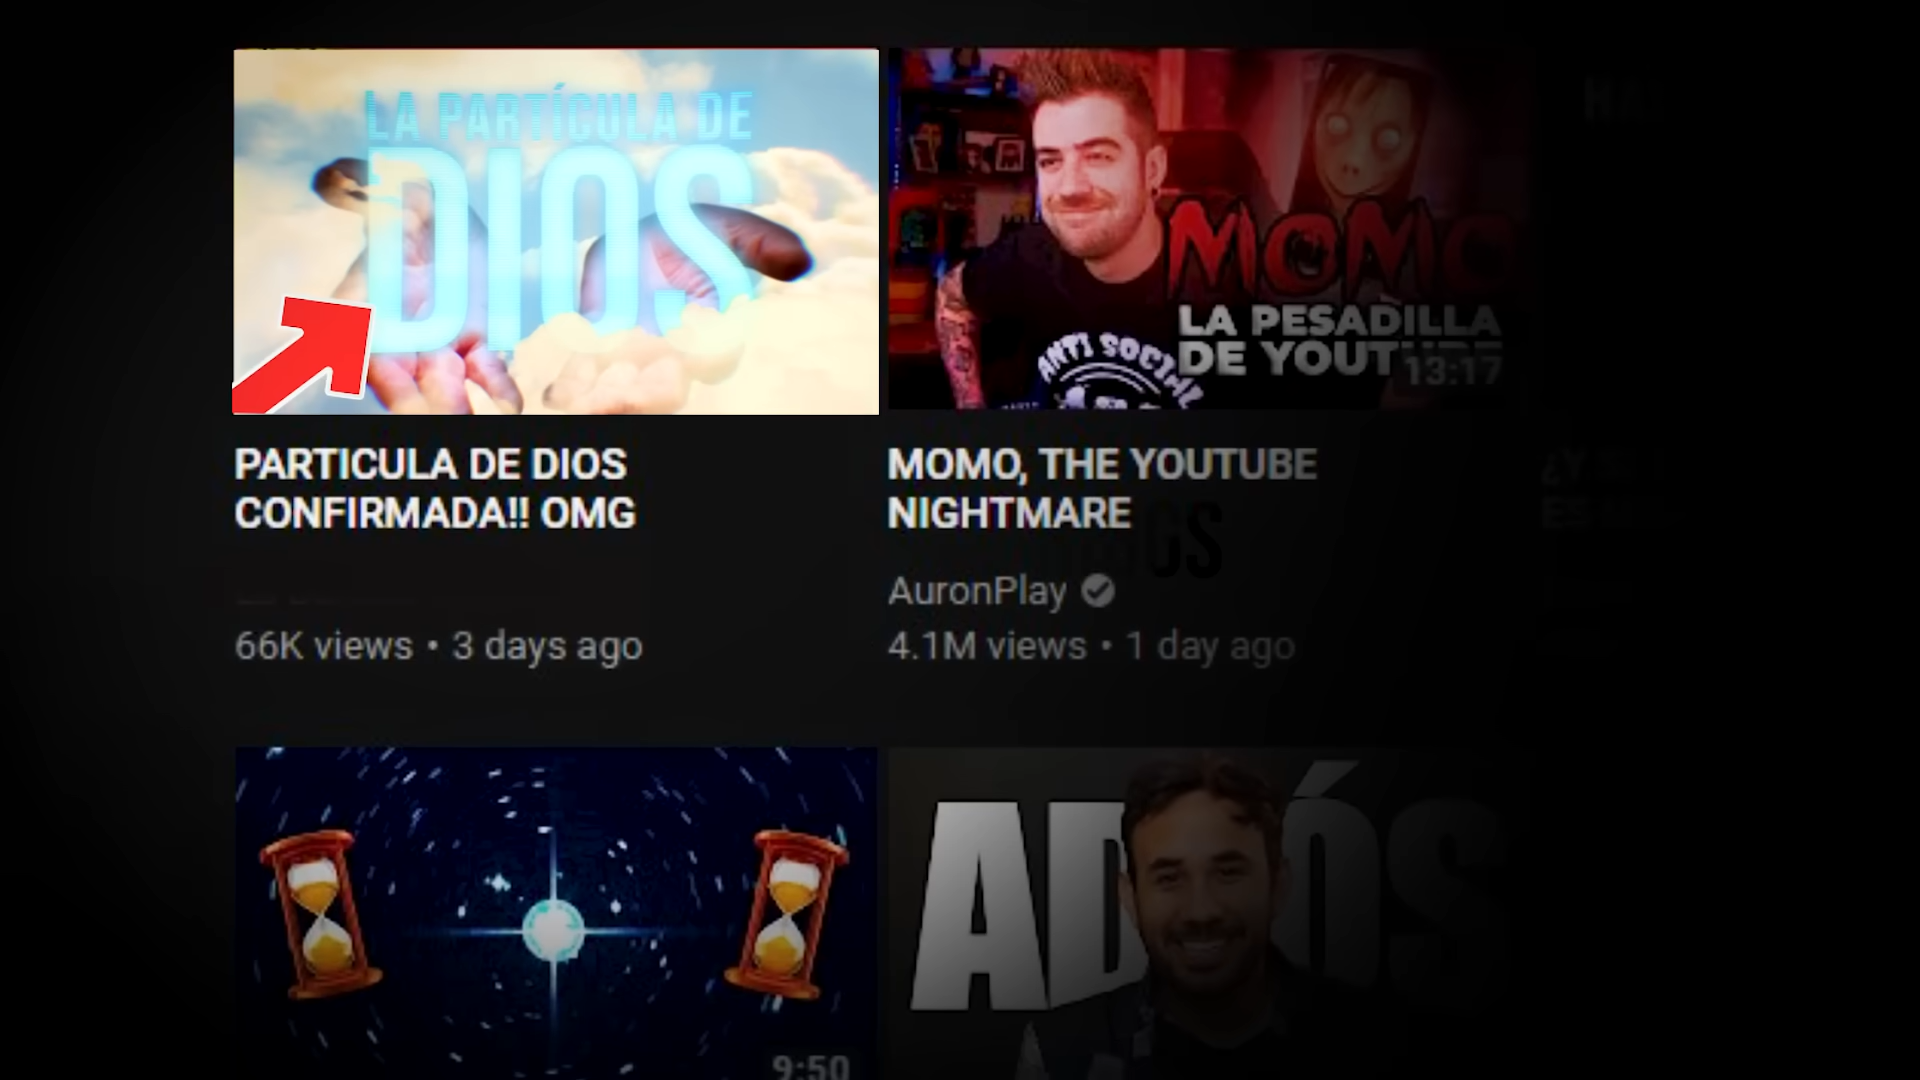 LA PARTÍCULA DE
DIOS
MOMO
LA PESADILLA
DE YOUT
13:17
ANTI SOCIAL
PARTICULA DE DIOS
CONFIRMADA!! OMG
MOMO, THE YOUTUBE
NIGHTMARE
AuronPlay
66K views • 3 days ago
4.1M views • 1 day ago
ADIÓS
9:50